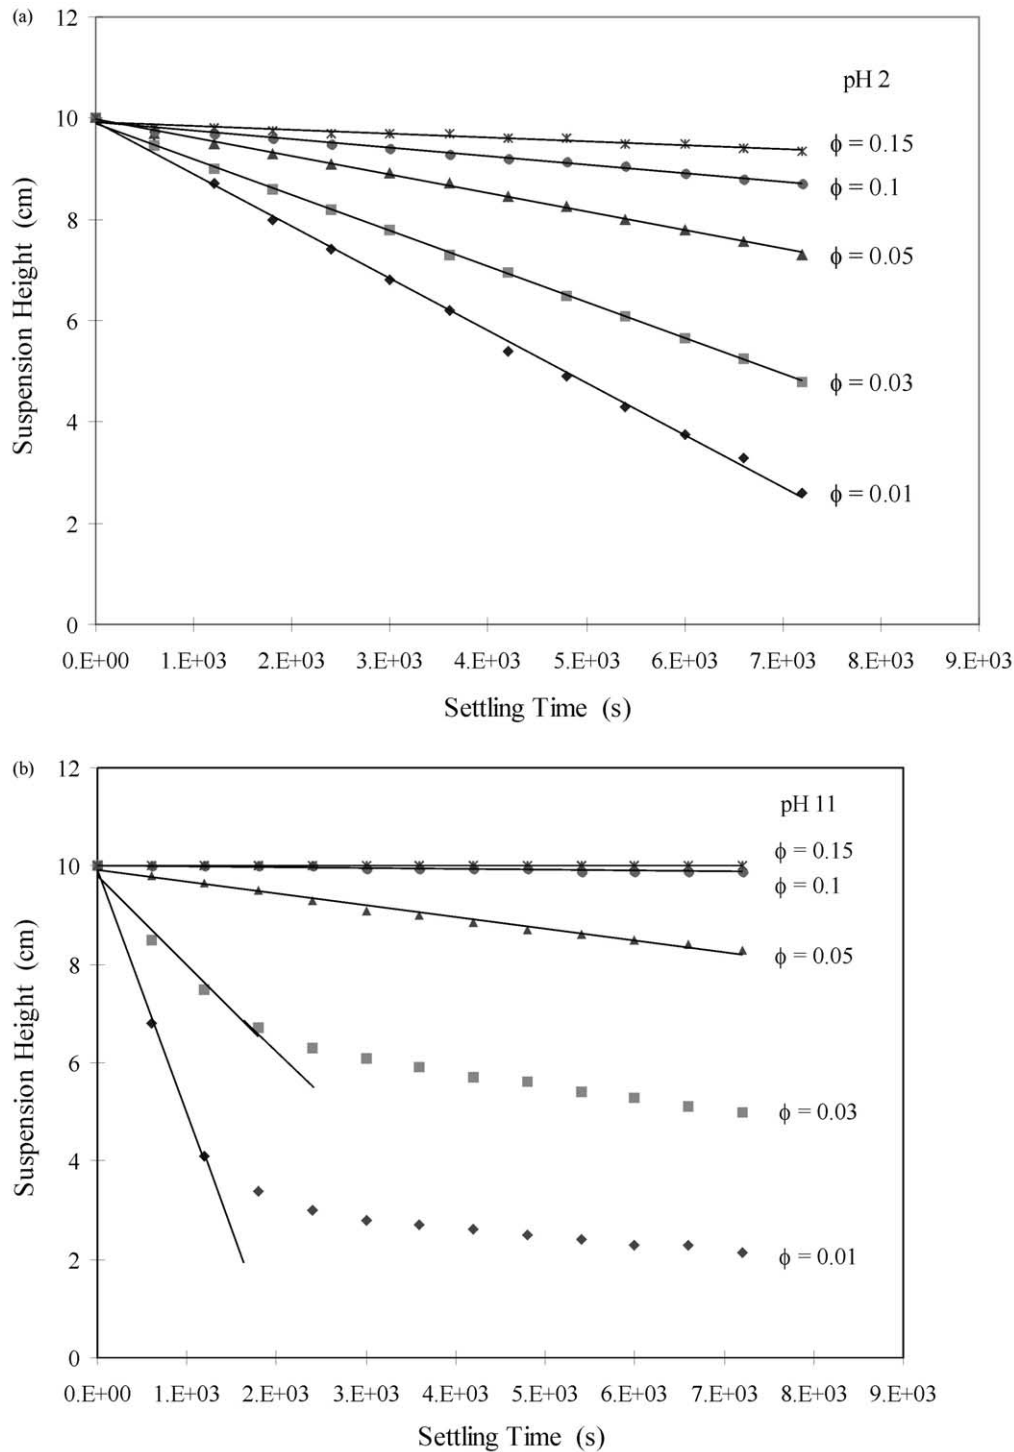 (a)
12
pH 2
10
ϕ = 0.15
ϕ = 0.1
8
ϕ = 0.05
Suspension Height (cm)
6
ϕ = 0.03
4
ϕ = 0.01
2
0
0.E+00 1.E+03 2.E+03 3.E+03 4.E+03 5.E+03 6.E+03 7.E+03 8.E+03 9.E+03
Settling Time (s)
(b)
12
pH 11
ϕ = 0.15
10
ϕ = 0.1
ϕ = 0.05
8
Suspension Height (cm)
6
ϕ = 0.03
4
ϕ = 0.01
2
0
0.E+00 1.E+03 2.E+03 3.E+03 4.E+03 5.E+03 6.E+03 7.E+03 8.E+03 9.E+03
Settling Time (s)